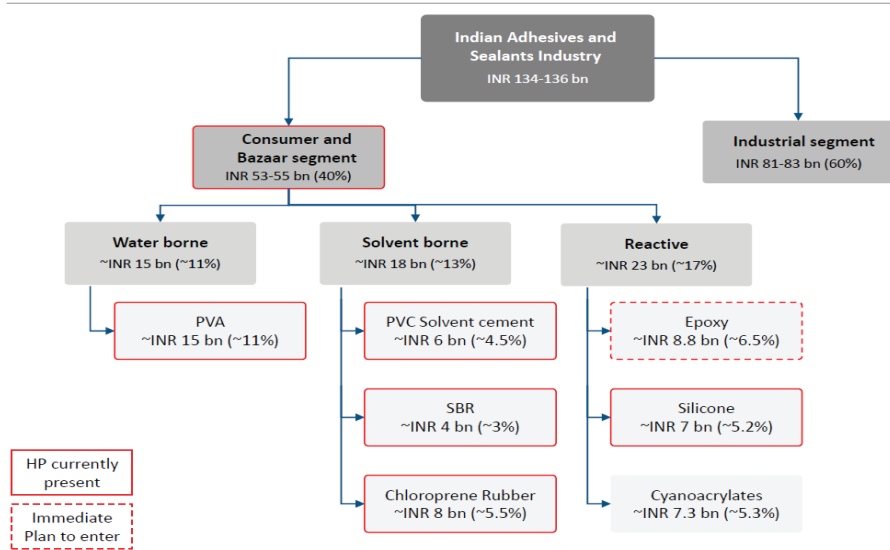 Indian Adhesives and
Sealants Industry
INR 134-136 bn
Consumer and
Bazaar segment
INR 53-55 bn (40%)
Industrial segment
INR 81-83 bn (60%)
Water borne
~INR 15 bn (~11%)
Solvent borne
~INR 18 bn (~13%)
Reactive
~INR 23 bn (~17%)
PVA
~INR 15 bn (~11%)
PVC Solvent cement
~INR 6 bn (~4.5%)
Epoxy
~INR 8.8 bn (~6.5%)
SBR
~INR 4 bn (~3%)
Silicone
~INR 7 bn (~5.2%)
Chloroprene Rubber
~INR 8 bn (~5.5%)
Cyanoacrylates
~INR 7.3 bn (~5.3%)
HP currently
present
Immediate
Plan to enter